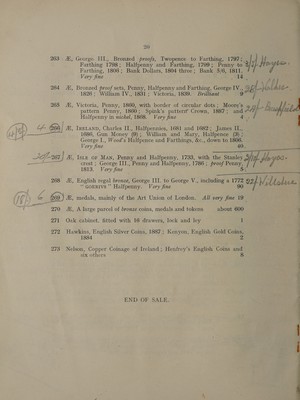 20
263 Æ, George III., Bronzed proofs, Twopence to Farthing, 1797;
Farthing 1798; Halfpenny and Farthing, 1799; Penny to
Farthing, 1806; Bank Dollars, 1804 three; Bank 5/6, 1811.
Very fine 14
264 Æ, Bronzed proof sets, Penny, Halfpenny and Farthing, George IV.,
1826; William IV., 1831; Victoria, 1839. Brilliant 9
265 Æ, Victoria, Penny, 1860, with border of circular dots; Moore's
pattern Penny, 1860; Spink's pattern Crown, 1887; and
Halfpenny in nickel, 1868. Very fine 4
266 Æ, IRELAND, Charles II., Halfpennies, 1681 and 1682; James II.,
1686, Gun Money (9); William and Mary, Halfpence (3)
George I., Wood Halfpence and Farthings, &c., down to 1806.
Very fine 40
267 Æ, ISLE OF MAN, Penny and Halfpenny, 1733, with the Stanley
crest; George III., Penny and Halfpenny, 1786; proof Penny,
1813. Very fine 5
268 Æ, English regal bronze, George III. to George V., including a 1772
Halfpenny. Very fine 90
269 Æ, medals, mainly of the Art Union of London. All very fine 19
270 Æ, A large parcel of bronze coins, medals and tokens about 600
271 Oak cabinet, fitted with 18 drawers, lock and key 1
272 Hawkins, English Silver Coins, 1887; Kenyon, English Gold Coins,
1884 2
273 Nelson, Copper Coinage of Ireland; Henfrey's English Coins and
six others 8
END OF SALE.